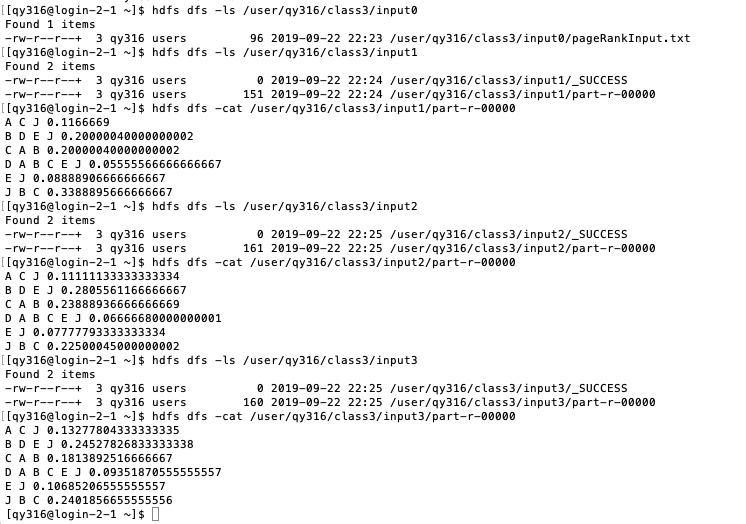 [[qy316@login-2-1 ~]$ hdfs dfs -ls /user/qy316/class3/input0
Found 1 items
-rw-r--r--+  3 qy316 users         96 2019-09-22 22:23 /user/qy316/class3/input0/pageRankInput.txt
[[qy316@login-2-1 ~]$ hdfs dfs -ls /user/qy316/class3/input1
Found 2 items
-rw-r--r--+  3 qy316 users          0 2019-09-22 22:24 /user/qy316/class3/input1/_SUCCESS
-rw-r--r--+  3 qy316 users        151 2019-09-22 22:24 /user/qy316/class3/input1/part-r-00000
[[qy316@login-2-1 ~]$ hdfs dfs -cat /user/qy316/class3/input1/part-r-00000
A C J 0.1166669
B D E J 0.20000040000000002
C A B 0.20000040000000002
D A B C E J 0.05555566666666667
E J 0.08888906666666667
J B C 0.3388895666666667
[[qy316@login-2-1 ~]$ hdfs dfs -ls /user/qy316/class3/input2
Found 2 items
-rw-r--r--+  3 qy316 users          0 2019-09-22 22:25 /user/qy316/class3/input2/_SUCCESS
-rw-r--r--+  3 qy316 users        161 2019-09-22 22:25 /user/qy316/class3/input2/part-r-00000
[[qy316@login-2-1 ~]$ hdfs dfs -cat /user/qy316/class3/input2/part-r-00000
A C J 0.11111133333333334
B D E J 0.2805561166666667
C A B 0.23888936666666669
D A B C E J 0.06666680000000001
E J 0.07777793333333334
J B C 0.22500045000000002
[[qy316@login-2-1 ~]$ hdfs dfs -ls /user/qy316/class3/input3
Found 2 items
-rw-r--r--+  3 qy316 users          0 2019-09-22 22:25 /user/qy316/class3/input3/_SUCCESS
-rw-r--r--+  3 qy316 users        160 2019-09-22 22:25 /user/qy316/class3/input3/part-r-00000
[[qy316@login-2-1 ~]$ hdfs dfs -cat /user/qy316/class3/input3/part-r-00000
A C J 0.13277804333333335
B D E J 0.24527826833333338
C A B 0.1813892516666667
D A B C E J 0.09351870555555557
E J 0.10685206555555557
J B C 0.2401856655555556
[qy316@login-2-1 ~]$